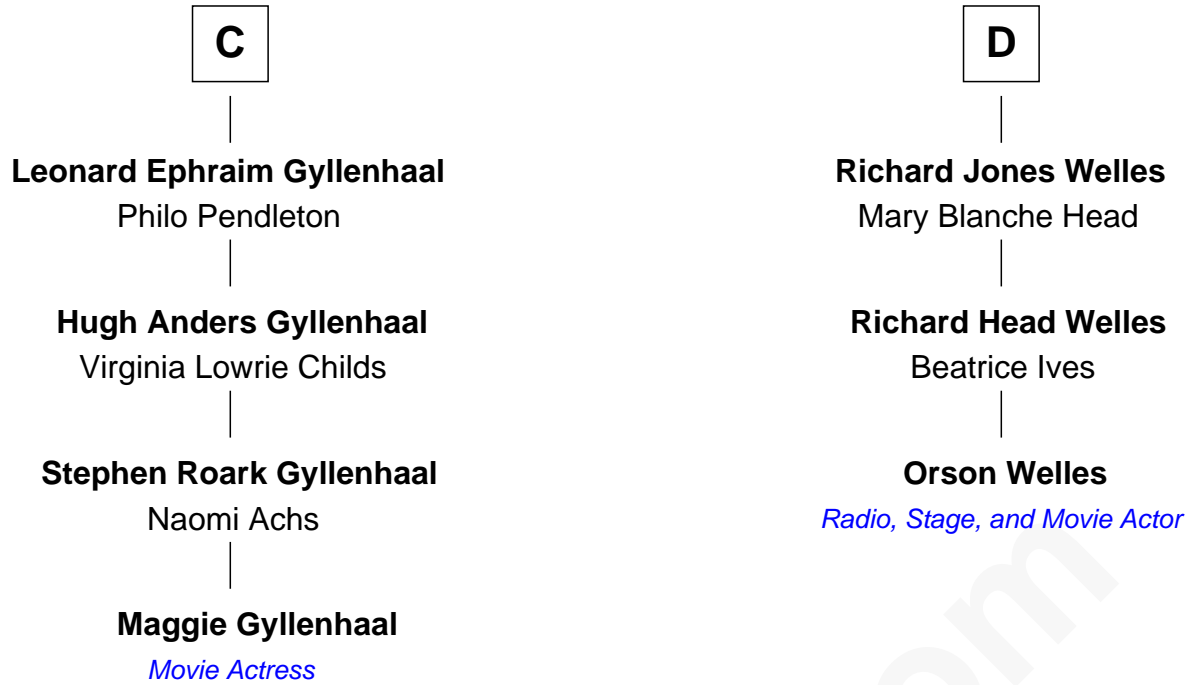 C
Leonard Ephraim Gyllenhaal
Philo Pendleton
Hugh Anders Gyllenhaal
Virginia Lowrie Childs
Stephen Roark Gyllenhaal
Naomi Achs
Maggie Gyllenhaal
Movie Actress
D
Richard Jones Welles
Mary Blanche Head
Richard Head Welles
Beatrice Ives
Orson Welles
Radio, Stage, and Movie Actor
om